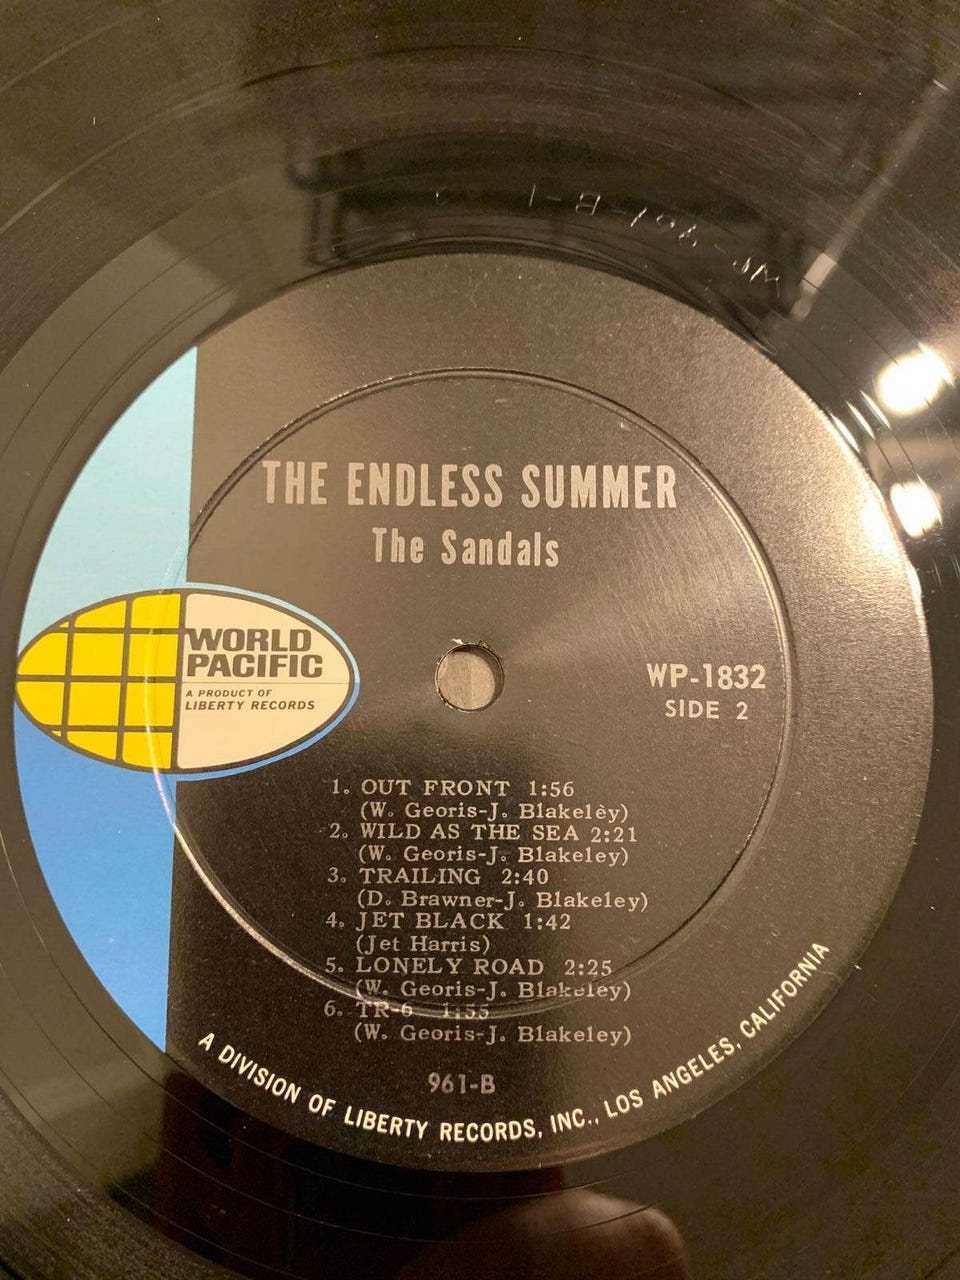 THE ENDLESS SUMMER
The Sandals
WORLD
PACIFIC
A PRODUCT OF
LIBERTY RECORDS
WP-1832
SIDE 2
1. OUT FRONT 1:56
(W. Georis-J. Blakeley)
2. WILD AS THE SEA 2:21
(W. Georis-J. Blakeley)
3. TRAILING 2:40
(D. Brawner-J. Blakeley)
4. JET BLACK 1:42
(Jet Harris)
5. LONELY ROAD 2:25
(W. Georis-J. Blakeley)
6. TR-6 1:55
(W. Georis-J. Blakeley)
961-B
A DIVISION OF LIBERTY RECORDS, INC., LOS ANGELES, CALIFORNIA